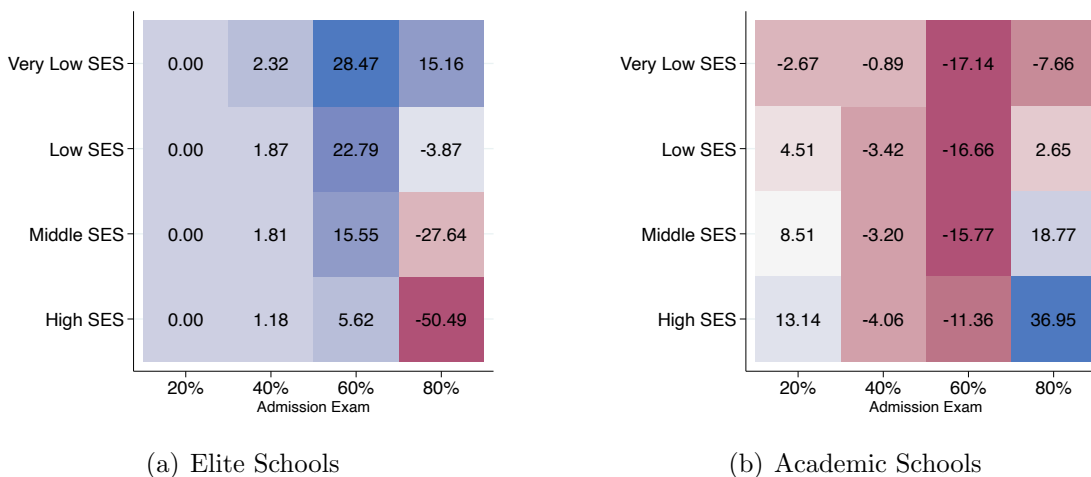 Very Low SES 0.00 2.32 28.47 15.16
Low SES 0.00 1.87 22.79 -3.87
Middle SES 0.00 1.81 15.55 -27.64
High SES 0.00 1.18 5.62 -50.49
20% 40% 60% 80%
Admission Exam
(a) Elite Schools
Very Low SES -2.67 -0.89 -17.14 -7.66
Low SES 4.51 -3.42 -16.66 2.65
Middle SES 8.51 -3.20 -15.77 18.77
High SES 13.14 -4.06 -11.36 36.95
20% 40% 60% 80%
Admission Exam
(b) Academic Schools